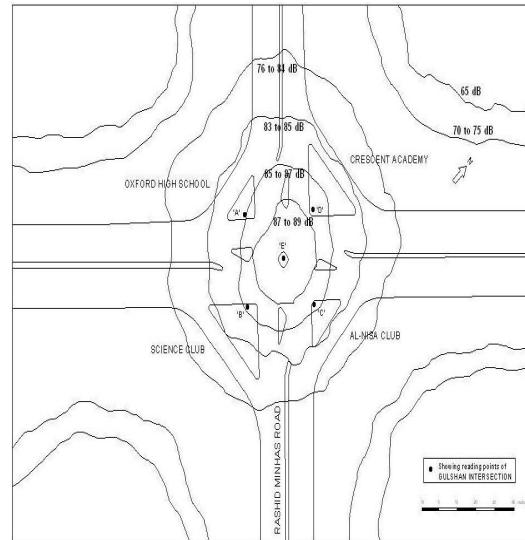 76 to 84 dB
65 dB
83 to 85 dB
70 to 75 dB
CRESCENT ACADEMY
N
85 to 87 dB
OXFORD HIGH SCHOOL
'A'
'D'
87 to 89 dB
'E'
'B'
'C'
SCIENCE CLUB
AL-NISA CLUB
RASHID MINHAS ROAD
Showing reading points of
GULSHAN INTERSECTION